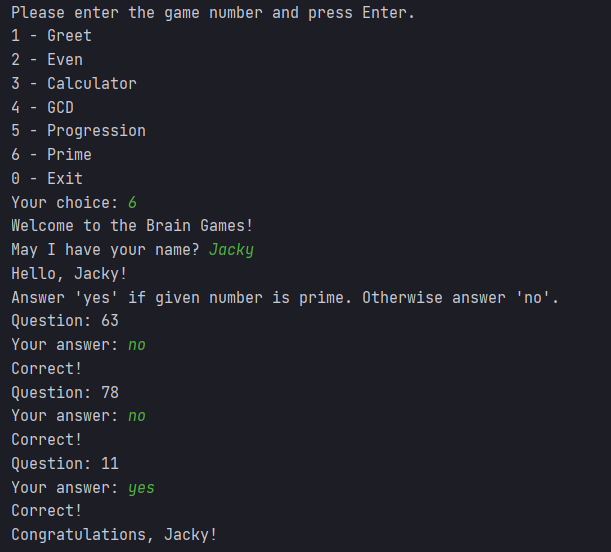 Please enter the game number and press Enter.
1 - Greet
2 - Even
3 - Calculator
4 - GCD
5 - Progression
6 - Prime
0 - Exit
Your choice: 6
Welcome to the Brain Games!
May I have your name? Jacky
Hello, Jacky!
Answer 'yes' if given number is prime. Otherwise answer 'no'.
Question: 63
Your answer: no
Correct!
Question: 78
Your answer: no
Correct!
Question: 11
Your answer: yes
Correct!
Congratulations, Jacky!